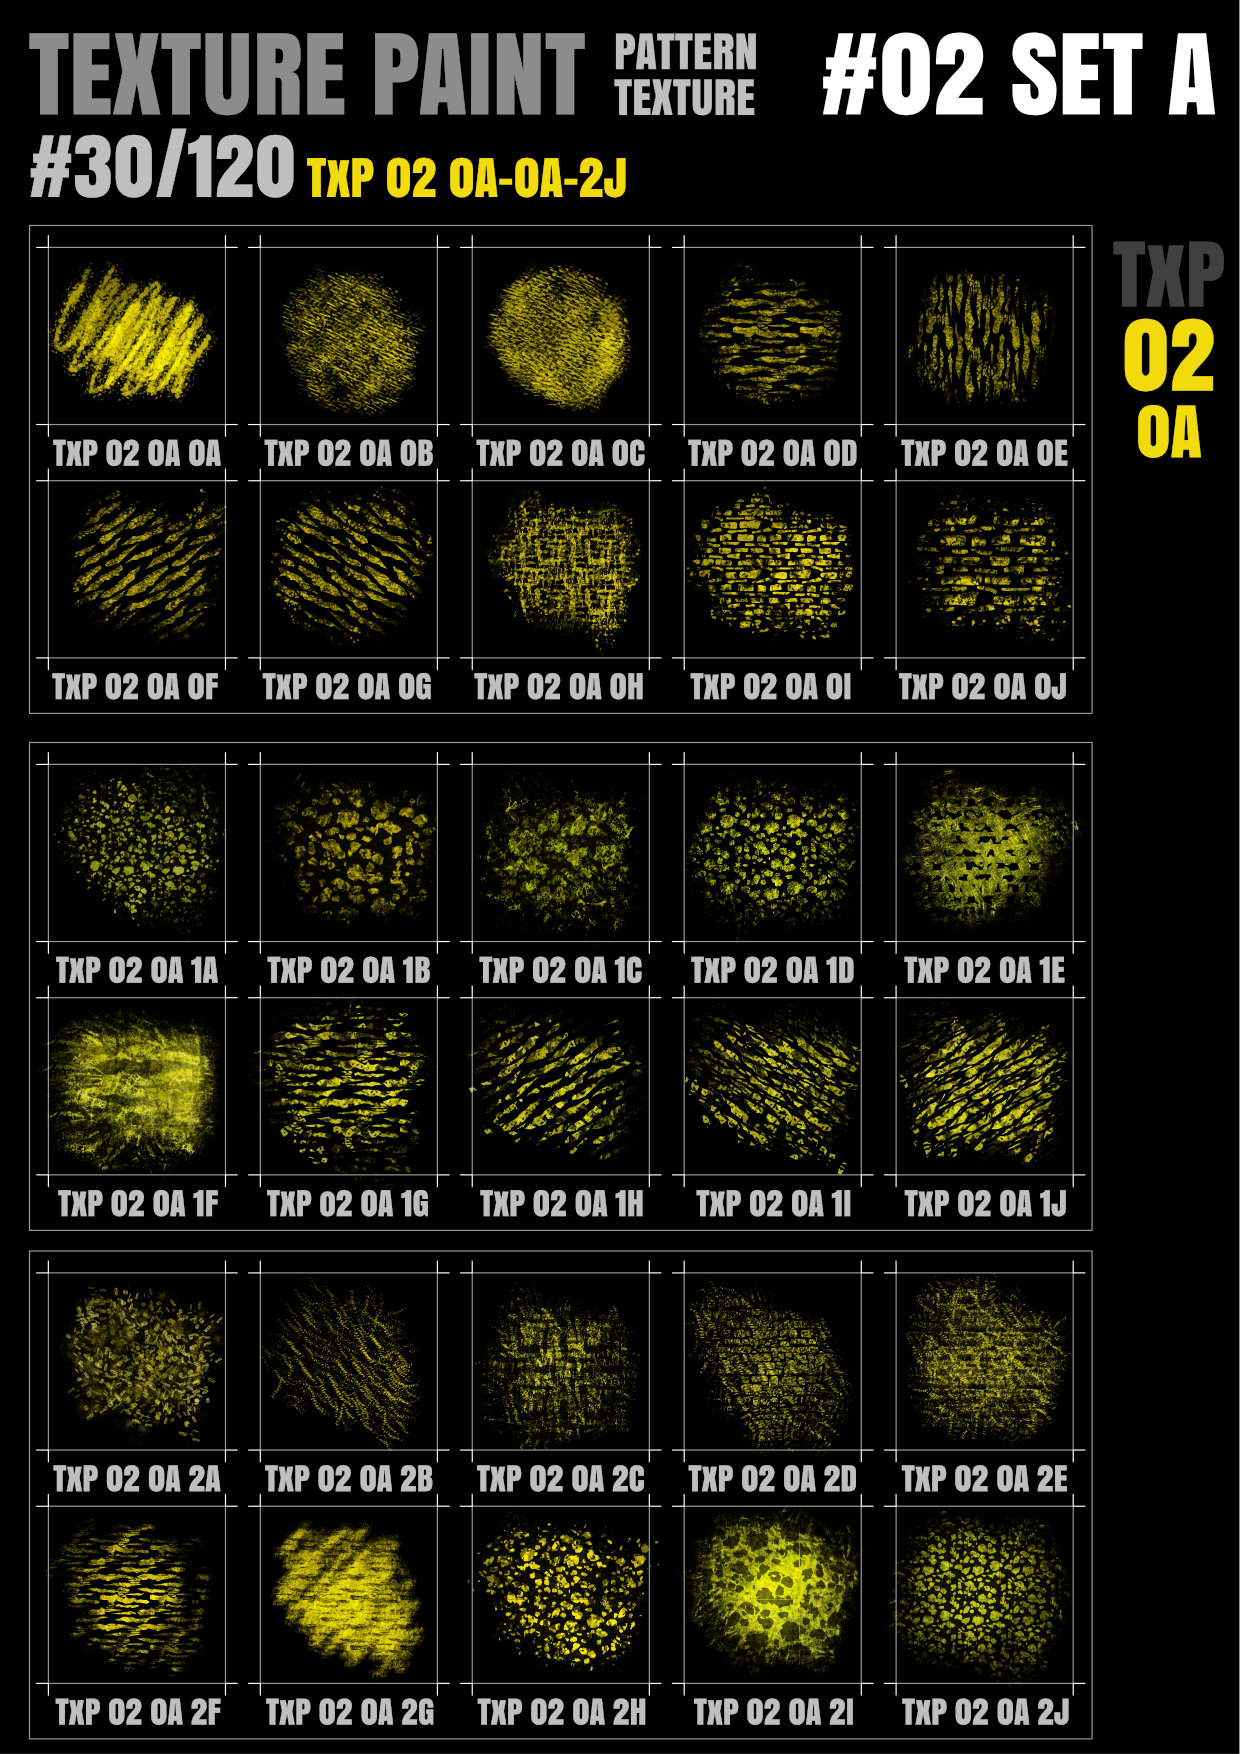 TEXTURE PAINT
PATTERN
TEXTURE
#02 SET A
#30/120 TxP 02 0A-0A-2J
TxP
02
0A
TxP 02 0A 0A
TxP 02 0A 0B
TxP 02 0A 0C
TxP 02 0A 0D
TxP 02 0A 0E
TxP 02 0A 0F
TxP 02 0A 0G
TxP 02 0A 0H
TxP 02 0A 0I
TxP 02 0A 0J
TxP 02 0A 1A
TxP 02 0A 1B
TxP 02 0A 1C
TxP 02 0A 1D
TxP 02 0A 1E
TxP 02 0A 1F
TxP 02 0A 1G
TxP 02 0A 1H
TxP 02 0A 1I
TxP 02 0A 1J
TxP 02 0A 2A
TxP 02 0A 2B
TxP 02 0A 2C
TxP 02 0A 2D
TxP 02 0A 2E
TxP 02 0A 2F
TxP 02 0A 2G
TxP 02 0A 2H
TxP 02 0A 2I
TxP 02 0A 2J